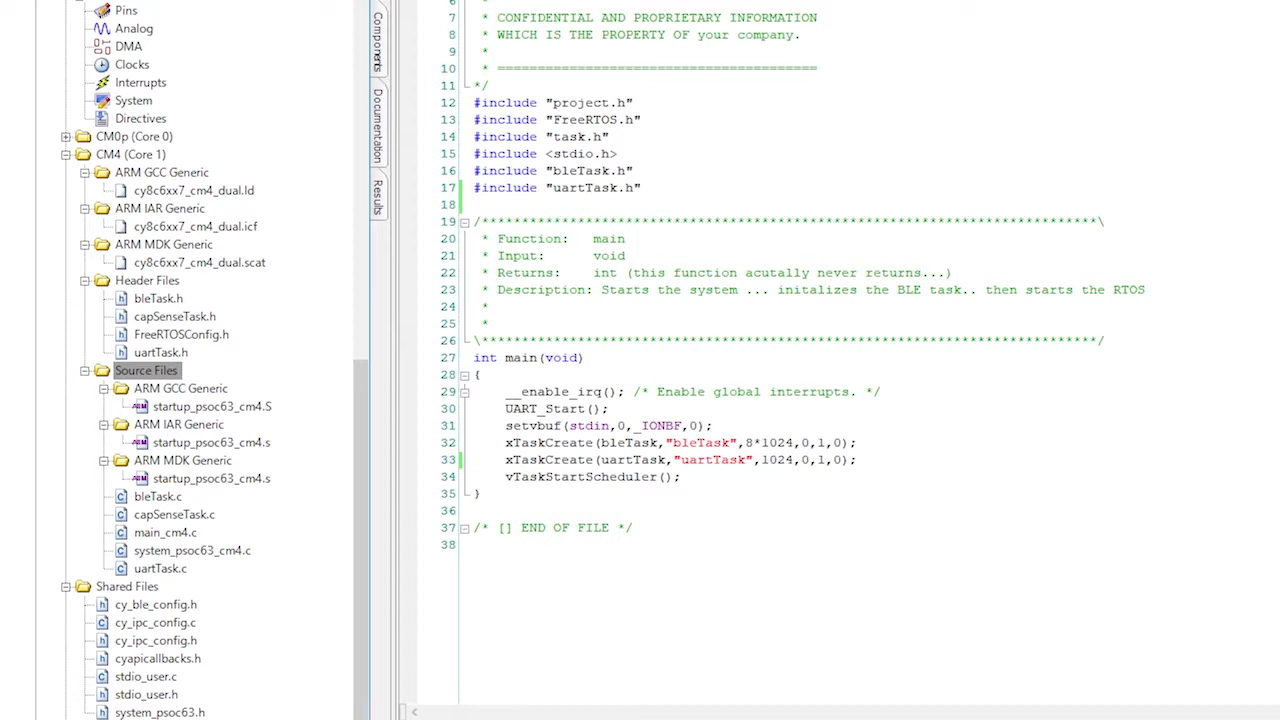 Pins
Analog
DMA
Clocks
Interrupts
System
Directives
CM0p (Core 0)
CM4 (Core 1)
ARM GCC Generic
cy8c6xx7_cm4_dual.ld
ARM IAR Generic
cy8c6xx7_cm4_dual.icf
ARM MDK Generic
cy8c6xx7_cm4_dual.scat
Header Files
bleTask.h
capSenseTask.h
FreeRTOSConfig.h
uartTask.h
Source Files
ARM GCC Generic
startup_psoc63_cm4.S
ARM IAR Generic
startup_psoc63_cm4.s
ARM MDK Generic
startup_psoc63_cm4.s
bleTask.c
capSenseTask.c
main_cm4.c
system_psoc63_cm4.c
uartTask.c
Shared Files
cy_ble_config.h
cy_ipc_config.c
cy_ipc_config.h
cyapicallbacks.h
stdio_user.c
stdio_user.h
system_psoc63.h
Components
Documentation
Results
6 *
7 * CONFIDENTIAL AND PROPRIETARY INFORMATION
8 * WHICH IS THE PROPERTY OF your company.
9 *
10 * ========================================
11 */
12 #include "project.h"
13 #include "FreeRTOS.h"
14 #include "task.h"
15 #include <stdio.h>
16 #include "bleTask.h"
17 #include "uartTask.h"
18
19 /*****************************************************************************\
20 * Function: main
21 * Input: void
22 * Returns: int (this function acutally never returns...)
23 * Description: Starts the system ... initalizes the BLE task.. then starts the RTOS
24 *
25 *
26 \*****************************************************************************/
27 int main(void)
28 {
29 __enable_irq(); /* Enable global interrupts. */
30 UART_Start();
31 setvbuf(stdin,0,_IONBF,0);
32 xTaskCreate(bleTask,"bleTask",8*1024,0,1,0);
33 xTaskCreate(uartTask,"uartTask",1024,0,1,0);
34 vTaskStartScheduler();
35 }
36
37 /* [] END OF FILE */
38